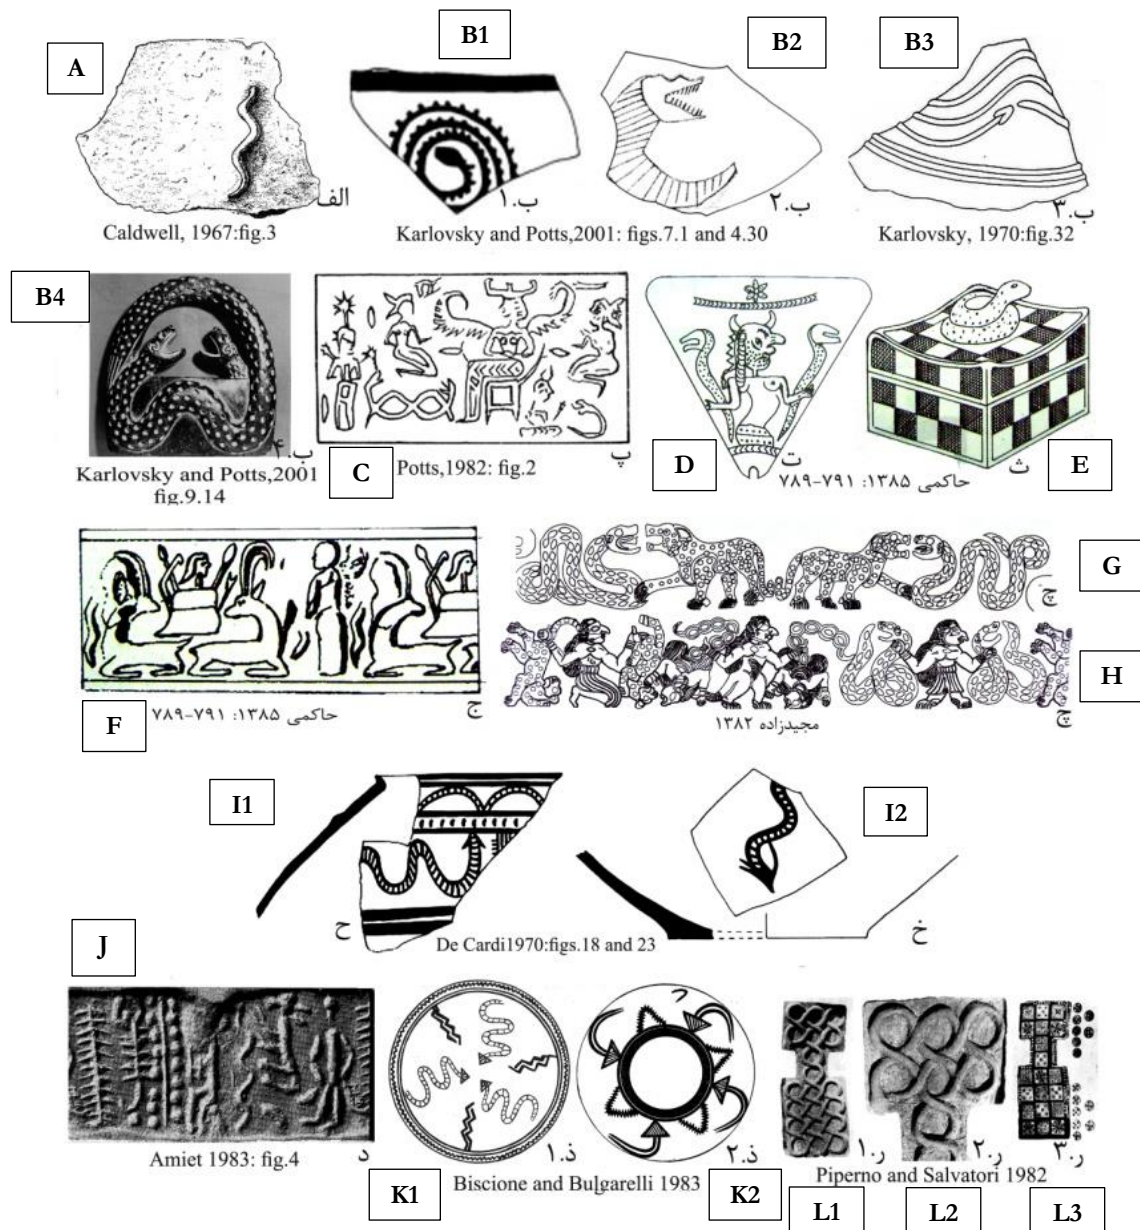 A
B1
B2
B3
الف
ب.۱
ب.۲
ب.۳
Caldwell, 1967:fig.3
Karlovsky and Potts,2001: figs.7.1 and 4.30
Karlovsky, 1970:fig.32
B4
ب.۴
Karlovsky and Potts,2001
fig.9.14
C
Potts,1982: fig.2
پ
D
ت
ث
E
حاکمی ۱۳۸۵: ۷۹۱-۷۸۹
G
چ
H
چ
F
حاکمی ۱۳۸۵: ۷۹۱-۷۸۹
ج
مجیدزاده ۱۳۸۲
I1
I2
ح
De Cardi1970:figs.18 and 23
خ
J
Amiet 1983: fig.4
د
ذ.۱
ذ.۲
ر.۱
ر.۲
ر.۳
K1
Biscione and Bulgarelli 1983
K2
Piperno and Salvatori 1982
L1
L2
L3